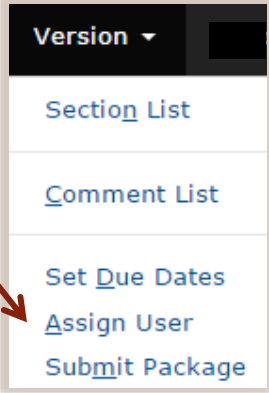 Version
Section List
Comment List
Set Due Dates
Assign User
Submit Package